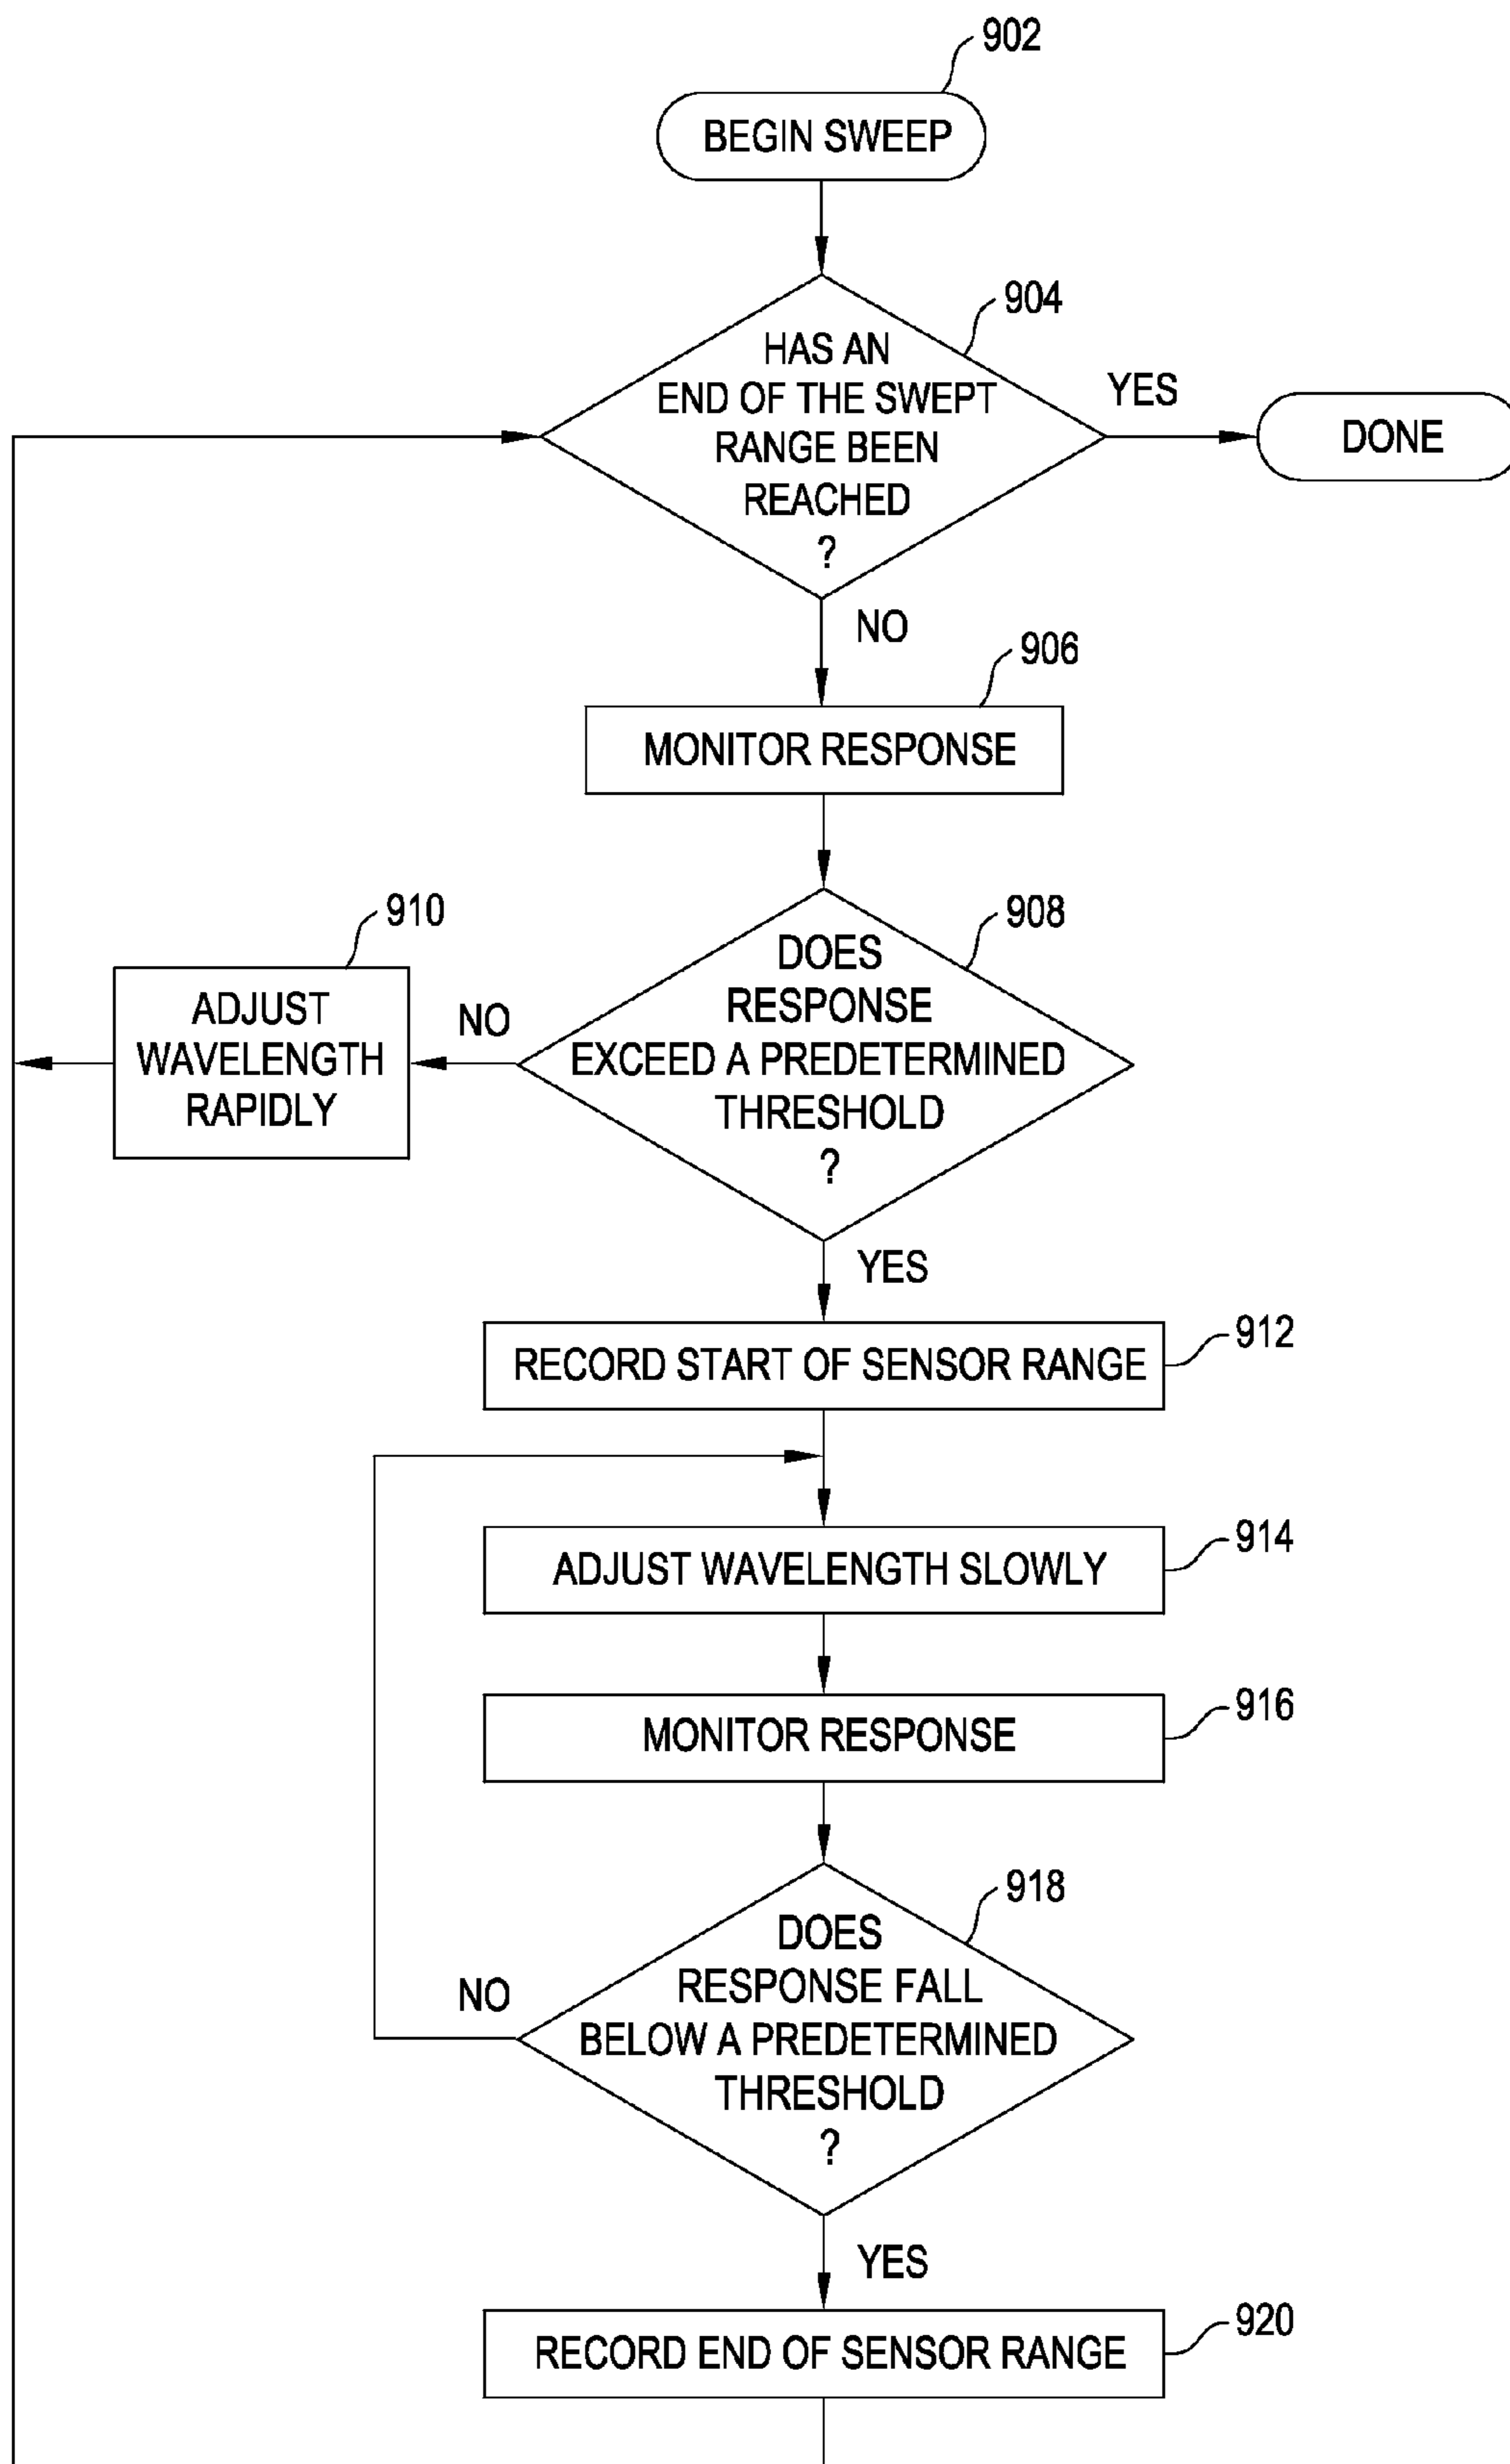 902
BEGIN SWEEP
904
HAS AN
END OF THE SWEPT
RANGE BEEN
REACHED
?
YES
DONE
NO
906
MONITOR RESPONSE
910
ADJUST
WAVELENGTH
RAPIDLY
NO
908
DOES
RESPONSE
EXCEED A PREDETERMINED
THRESHOLD
?
YES
912
RECORD START OF SENSOR RANGE
914
ADJUST WAVELENGTH SLOWLY
916
MONITOR RESPONSE
918
DOES
RESPONSE FALL
BELOW A PREDETERMINED
THRESHOLD
?
NO
YES
920
RECORD END OF SENSOR RANGE